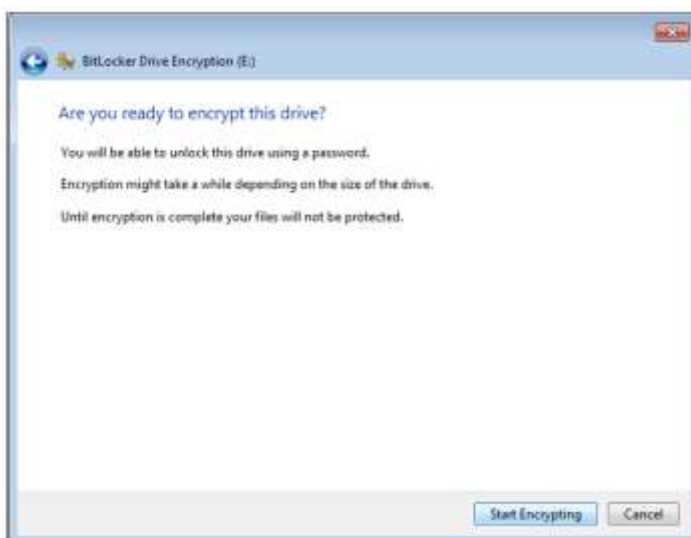 BitLocker Drive Encryption (E:)
Are you ready to encrypt this drive?
You will be able to unlock this drive using a password.
Encryption might take a while depending on the size of the drive.
Until encryption is complete your files will not be protected.
Start Encrypting Cancel